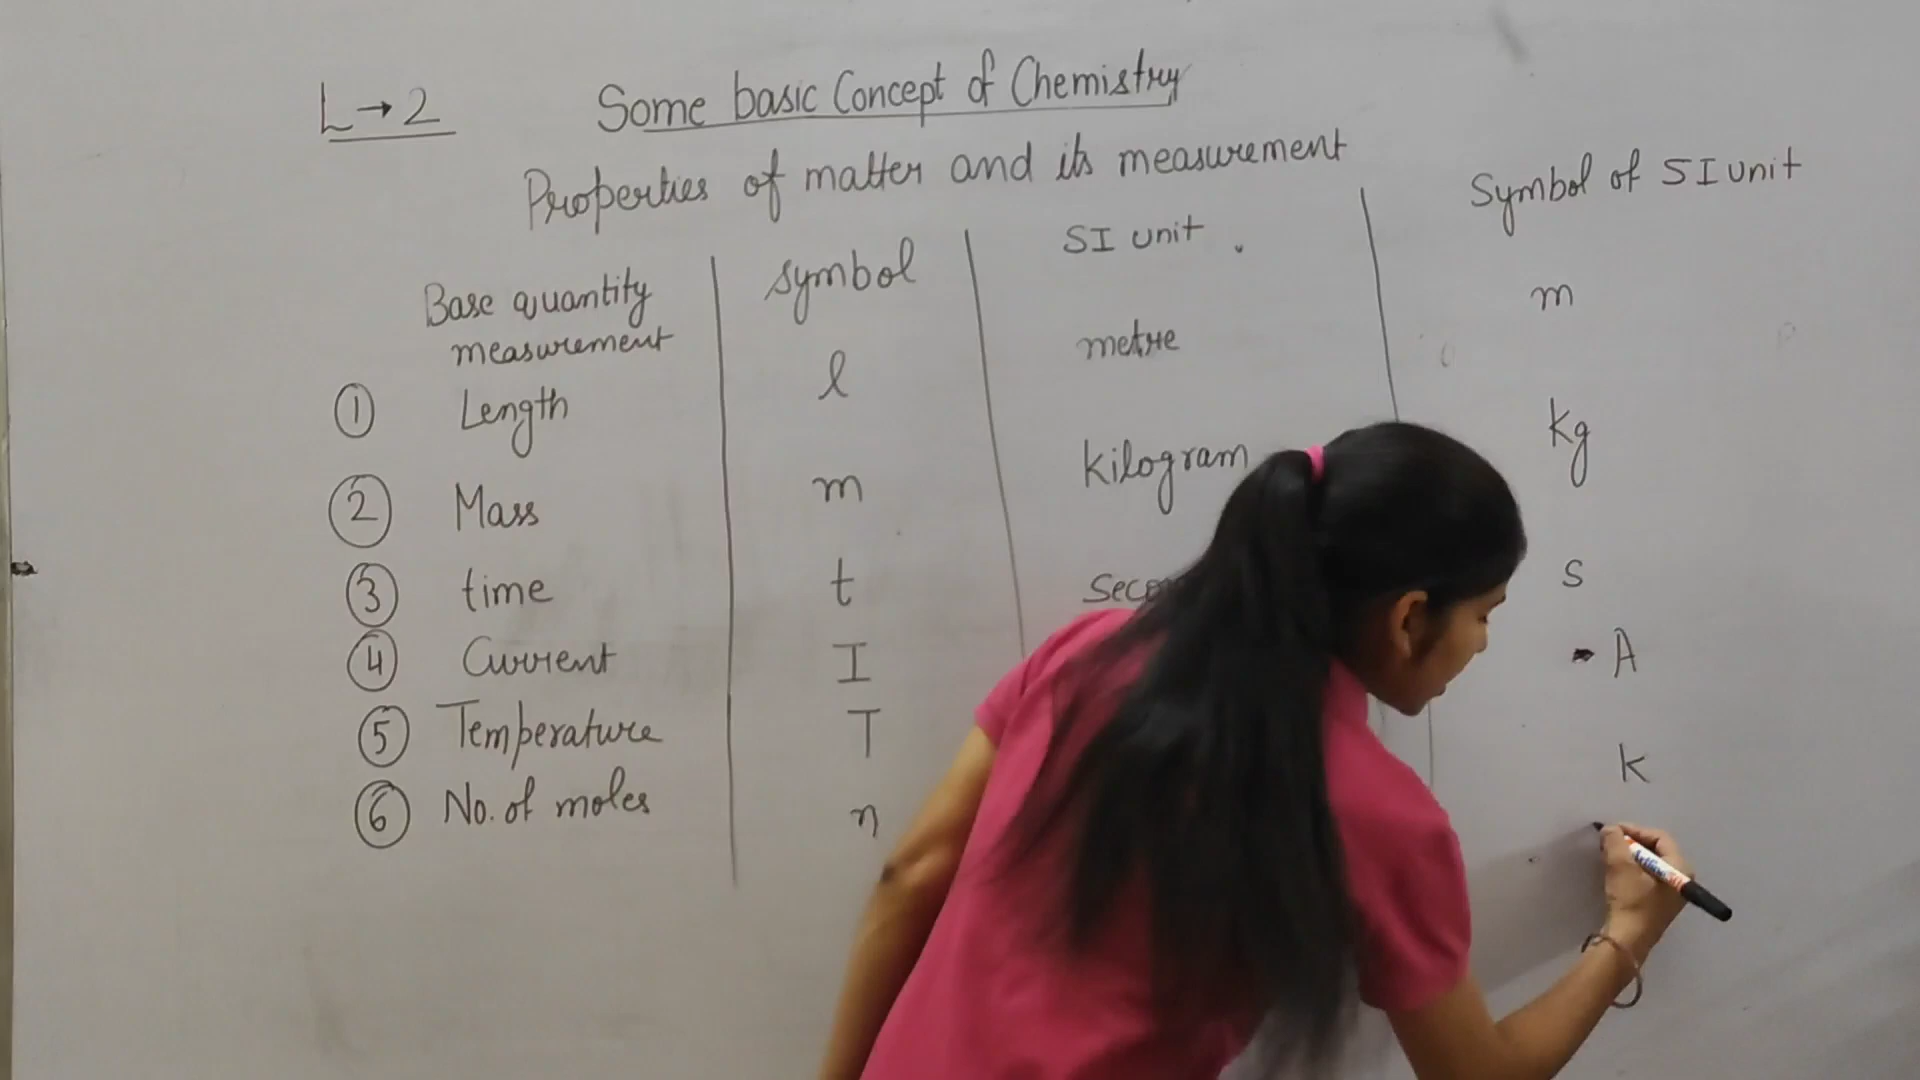 L→2 Some basic Concept of Chemistry
Properties of matter and its measurement
Base quantity measurement | symbol | SI unit . | Symbol of SI unit
① Length | l | metre | m
② Mass | m | kilogram | kg
③ time | t | s
④ Current | I | A
⑤ Temperature | T | k
⑥ No. of moles | n
Artline